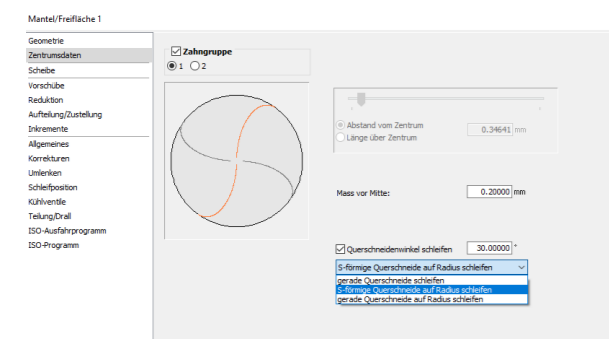 Mantel/Freifläche 1
Geometrie
Zentrumsdaten
Scheibe
Vorschübe
Reduktion
Aufteilung/Zustellung
Inkremente
Allgemeines
Korrekturen
Umlenken
Schleifposition
Kühlventile
Teilung/Drall
ISO-Ausfahrprogramm
ISO-Programm
Zahngruppe
1 2
Abstand vom Zentrum
Länge über Zentrum
0.34641 mm
Mass vor Mitte: 0.20000 mm
Querschneidenwinkel schleifen 30.00000 °
S-förmige Querschneide auf Radius schleifen
gerade Querschneide schleifen
S-förmige Querschneide auf Radius schleifen
gerade Querschneide auf Radius schleifen